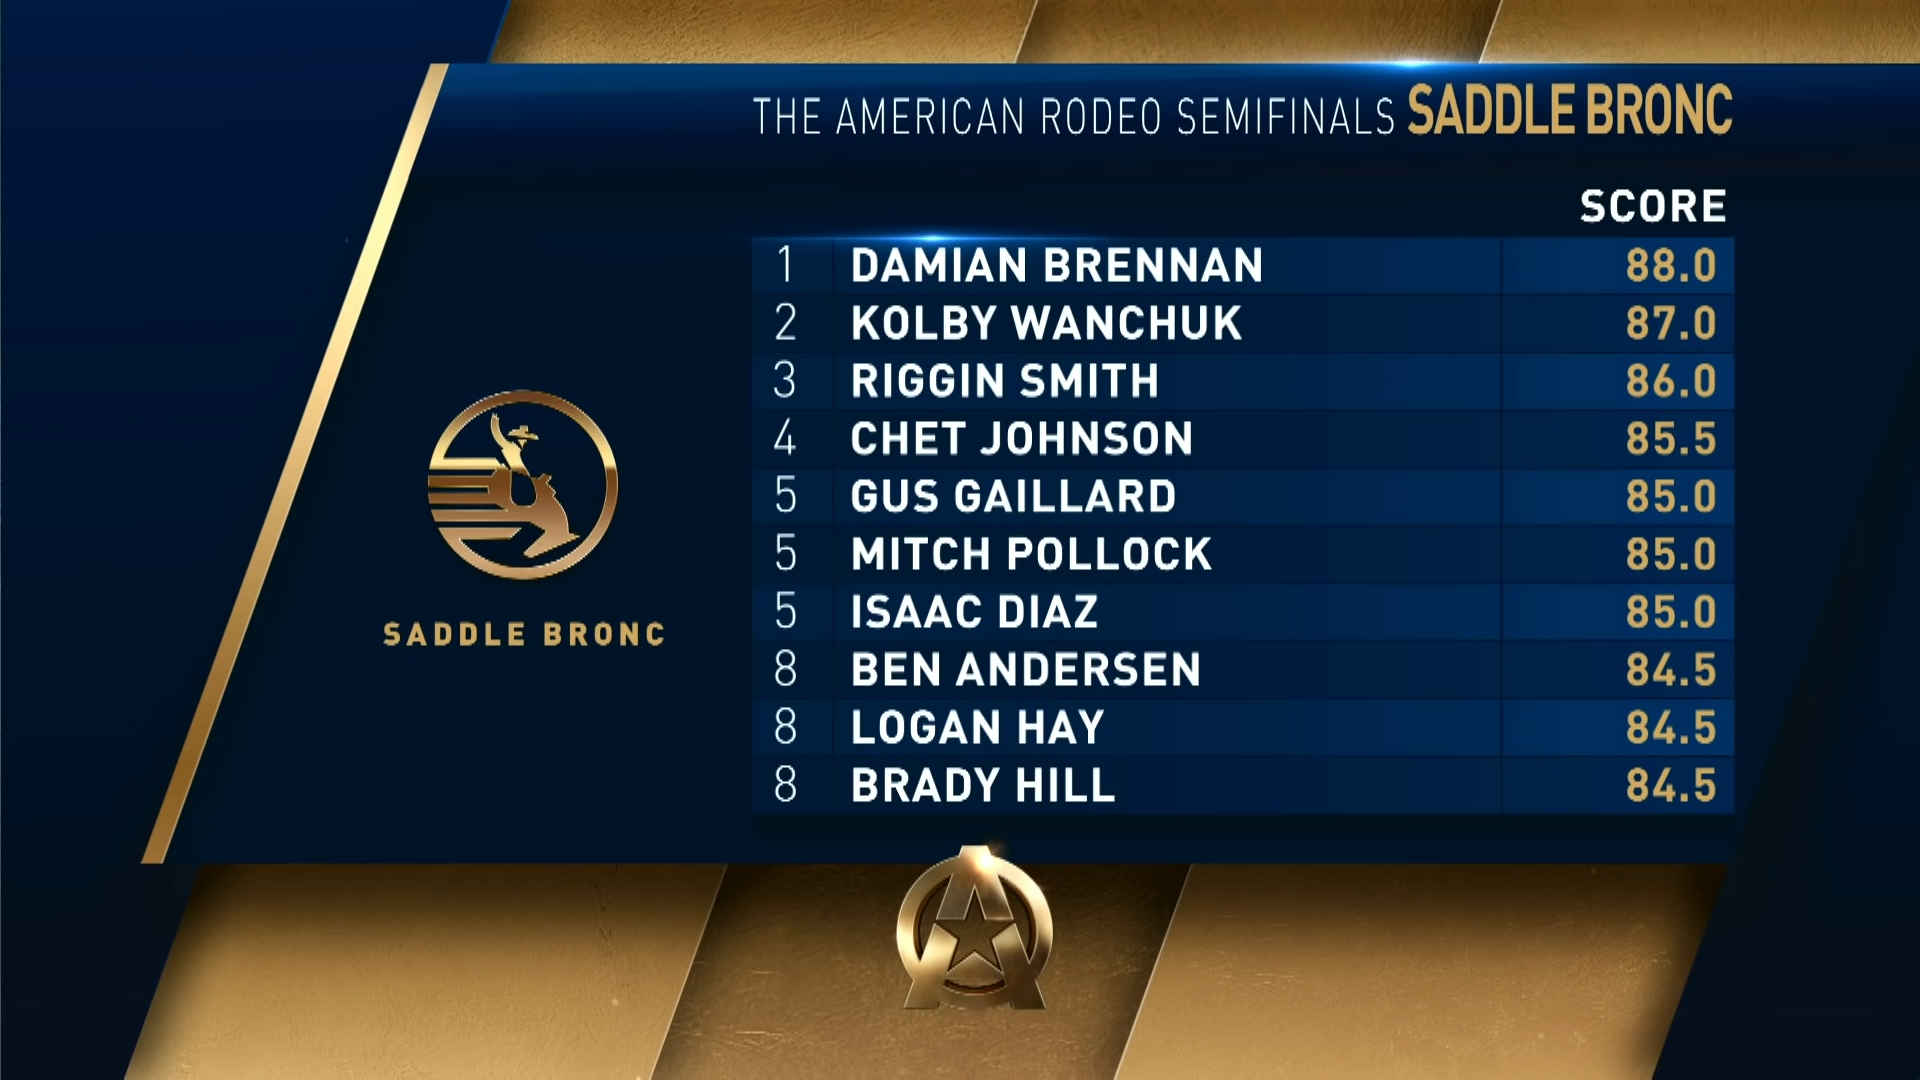 THE AMERICAN RODEO SEMIFINALS SADDLE BRONC
SCORE
1 DAMIAN BRENNAN 88.0
2 KOLBY WANCHUK 87.0
3 RIGGIN SMITH 86.0
4 CHET JOHNSON 85.5
5 GUS GAILLARD 85.0
5 MITCH POLLOCK 85.0
5 ISAAC DIAZ 85.0
8 BEN ANDERSEN 84.5
8 LOGAN HAY 84.5
8 BRADY HILL 84.5
SADDLE BRONC